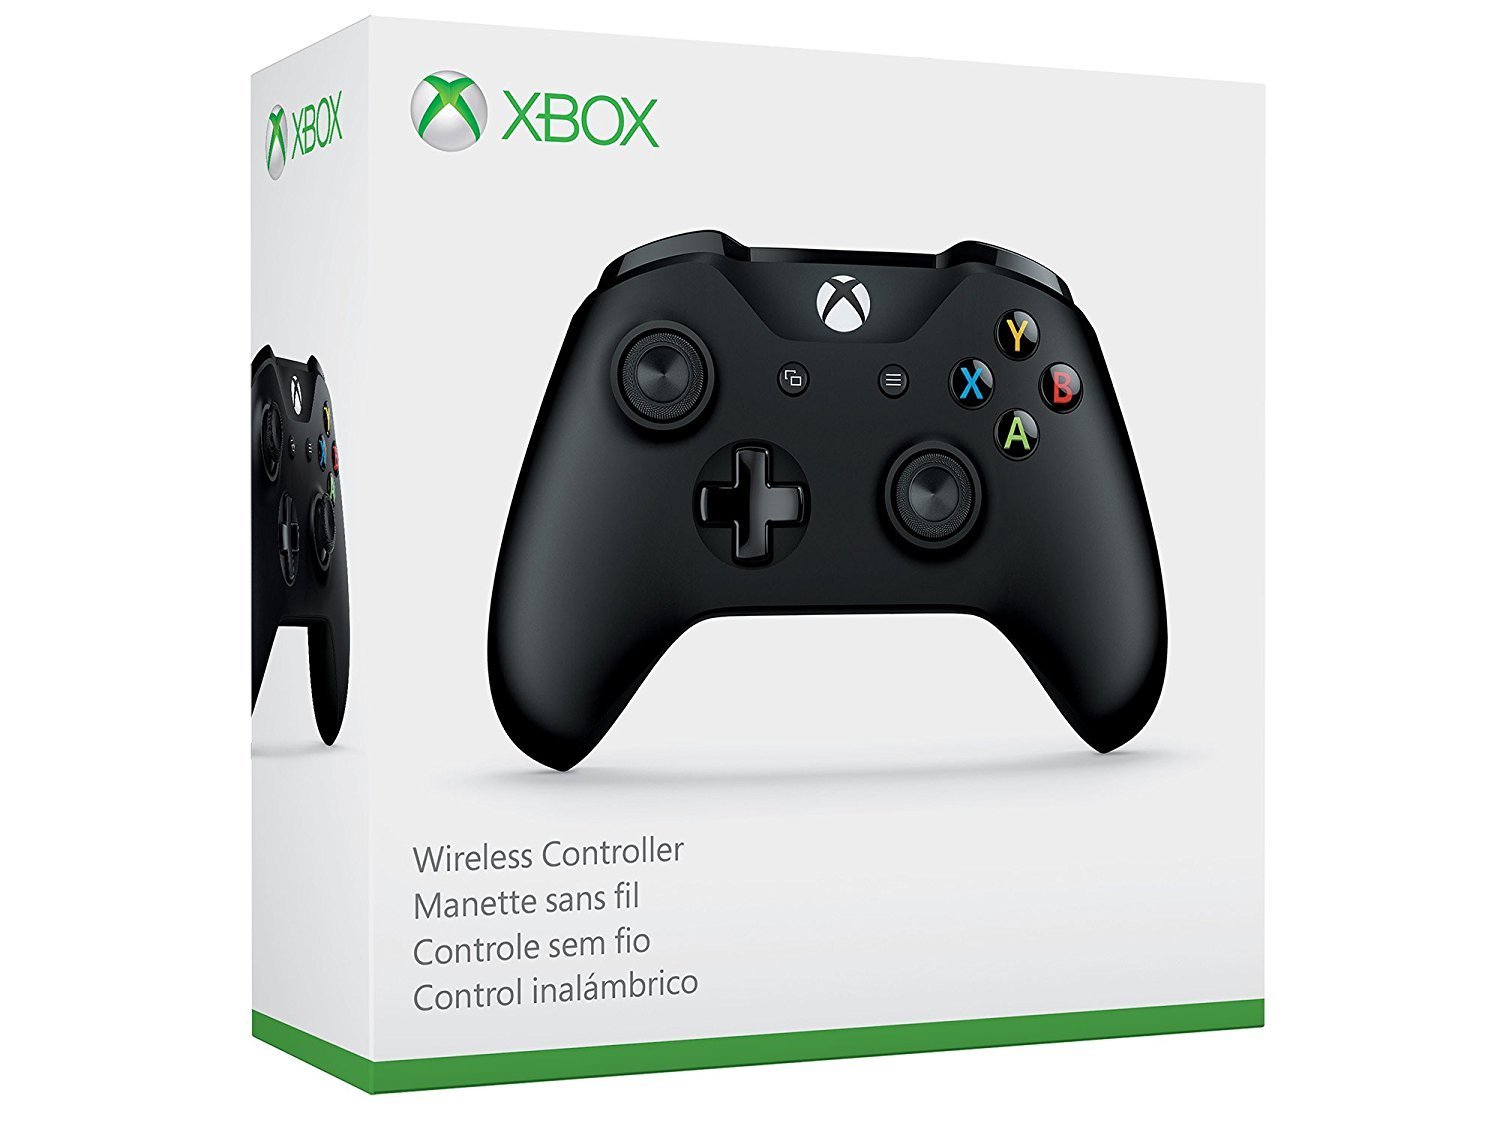 XBOX
XBOX
Y
X
B
A
Y
X
B
A
Wireless Controller
Manette sans fil
Controle sem fio
Control inalámbrico